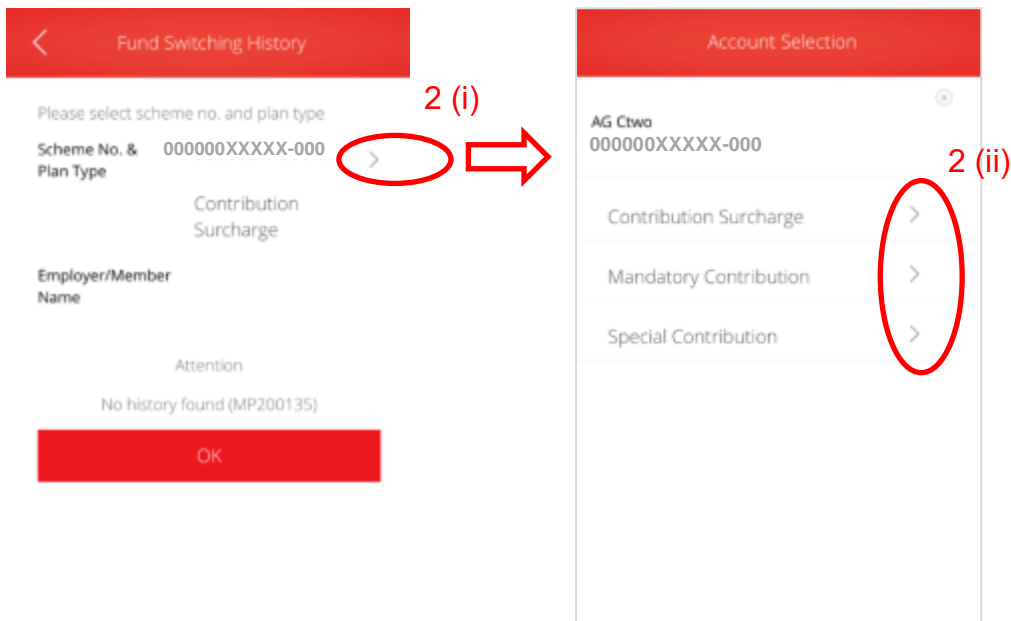 Fund Switching History
Please select scheme no. and plan type
Scheme No. & 000000XXXXX-000
Plan Type
Contribution
Surcharge
Employer/Member
Name
Attention
No history found (MP200135)
OK
2 (i)
Account Selection
AG Ctwo
000000XXXXX-000
2 (ii)
Contribution Surcharge
Mandatory Contribution
Special Contribution